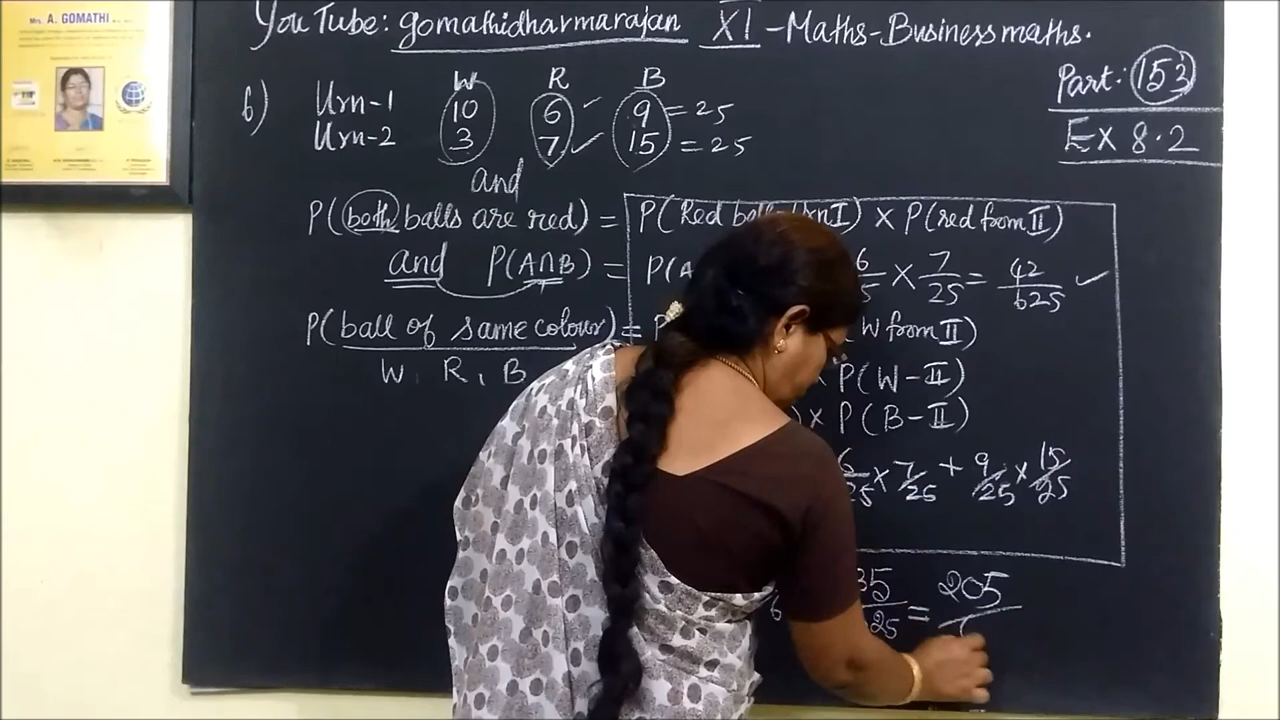 Mrs. A. GOMATHI
YouTube: gomathidharmarajan XI-Maths-Business maths.
Part: 153
Ex 8.2
W R B
6) Urn-1 10 6 ✓ 9 = 25
Urn-2 3 7 ✓ 15 = 25
and
P(both balls are red) = P(Red ball Urn I) × P(red from II)
and P(A∩B) = P(A 6 × 7/25 = 42/625 ✓
P(ball of same colour) = P W from II)
W, R, B × P(W-II)
) × P(B-II)
6/25 × 7/25 + 9/25 × 15/25
35 25 = 205